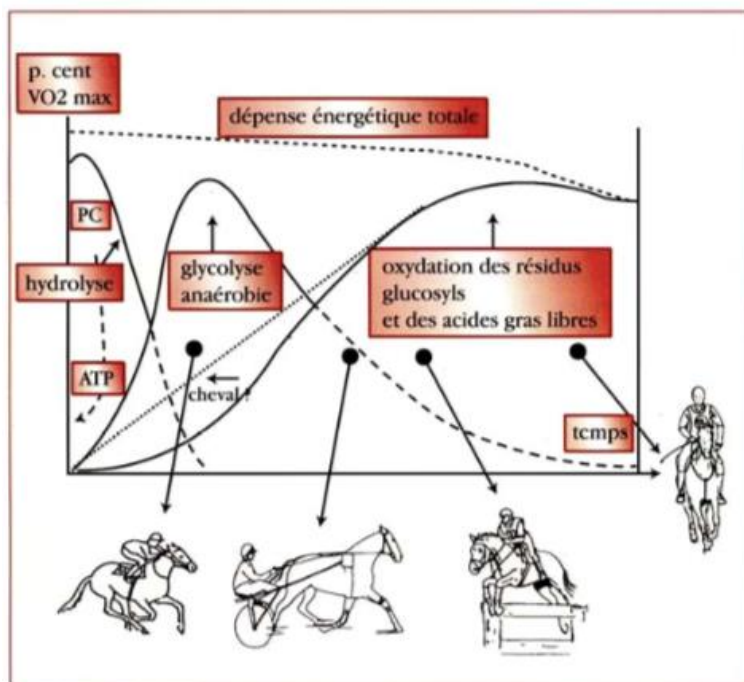 p. cent
VO2 max
dépense énergétique totale
PC
hydrolyse
glycolyse
anaérobie
oxydation des résidus
glucosyls
et des acides gras libres
ATP
cheval ?
temps